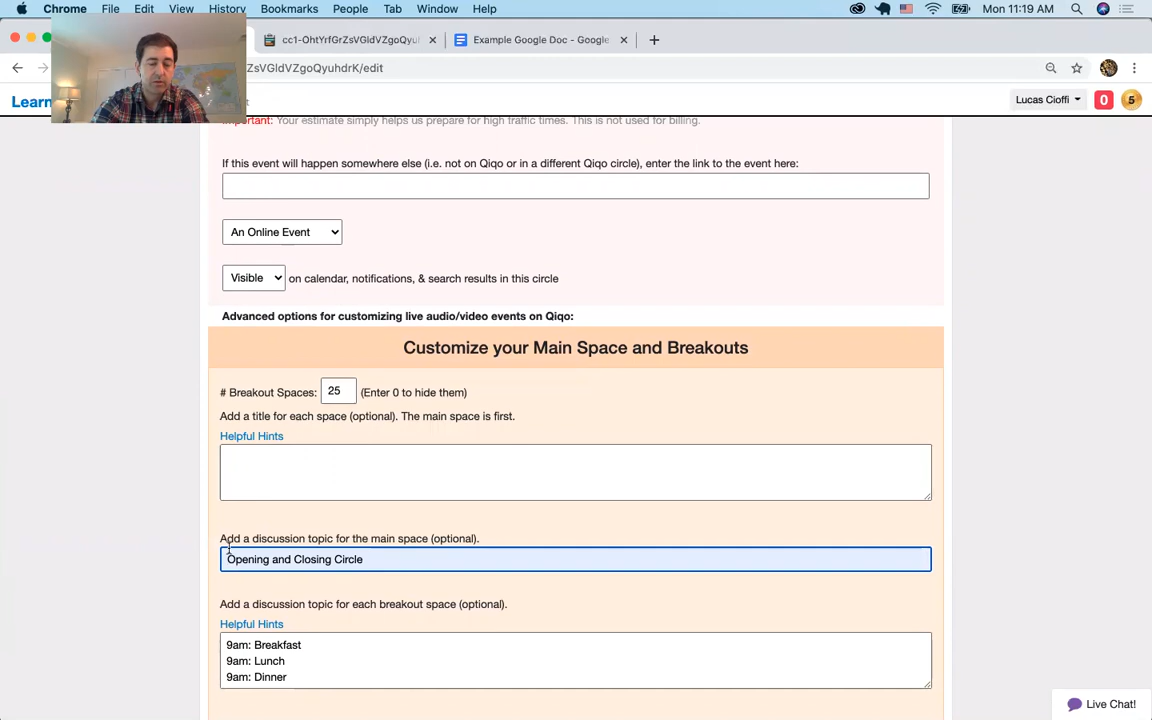 Chrome File Edit View History Bookmarks People Tab Window Help Mon 11:19 AM
cc1-OhtYrfGrZsVGldVZgoQyu
Example Google Doc - Google
ZsVGldVZgoQyuhdrK/edit
Learn
Lucas Cioffi 0 5
Important: Your estimate simply helps us prepare for high traffic times. This is not used for billing.
If this event will happen somewhere else (i.e. not on Qiqo or in a different Qiqo circle), enter the link to the event here:
An Online Event
Visible on calendar, notifications, & search results in this circle
Advanced options for customizing live audio/video events on Qiqo:
Customize your Main Space and Breakouts
# Breakout Spaces: 25 (Enter 0 to hide them)
Add a title for each space (optional). The main space is first.
Helpful Hints
Add a discussion topic for the main space (optional).
Opening and Closing Circle
Add a discussion topic for each breakout space (optional).
Helpful Hints
9am: Breakfast
9am: Lunch
9am: Dinner
Live Chat!